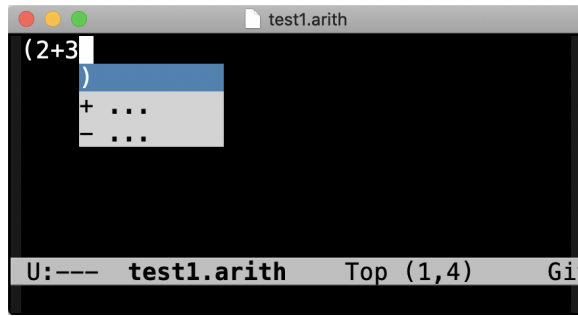 test1.arith
(2+3
)
+ ...
- ...
U:--- test1.arith Top (1,4) Gi